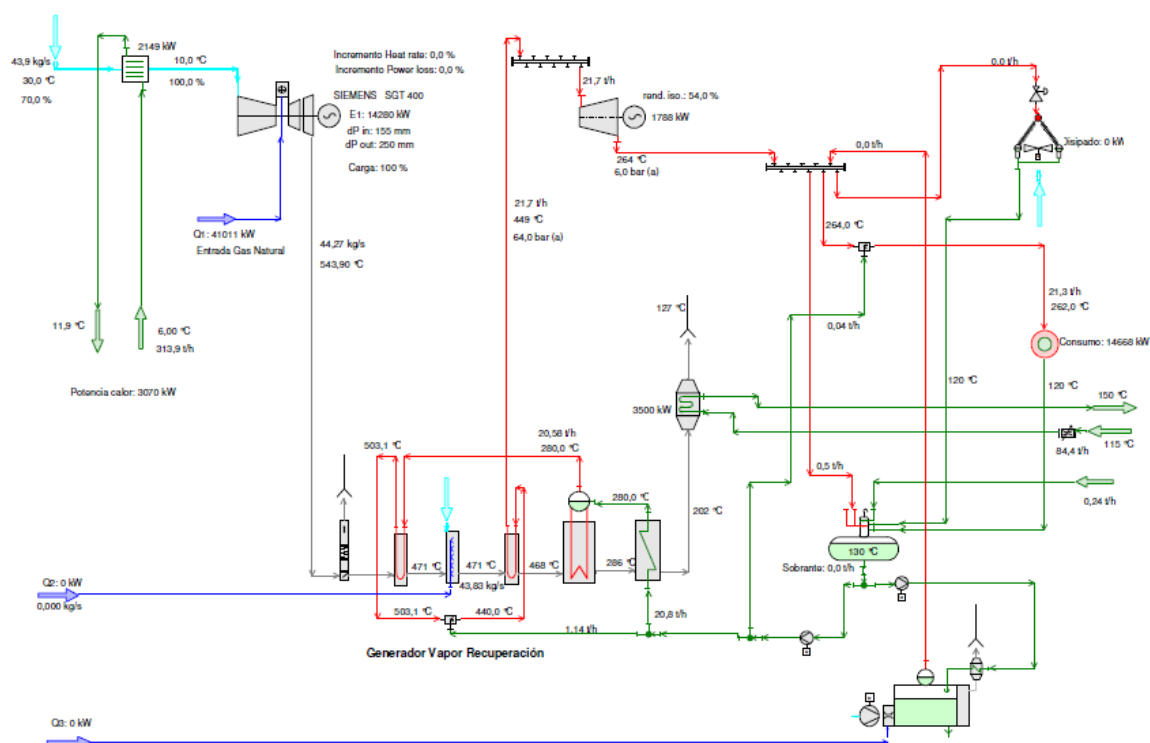 2149 kW
43,9 kg/s
10,0 °C
30,0 °C
100,0 %
70,0 %
Incremento Heat rate: 0,0 %
Incremento Power loss: 0,0 %
SIEMENS SGT 400
E1: 14280 kW
dP in: 155 mm
dP out: 250 mm
Carga: 100 %
21,7 t/h
rend. iso.: 54,0 %
1788 kW
264 °C
6,0 bar (a)
0,0 t/h
0,0 t/h
Disipado: 0 kW
Q1: 41011 kW
Entrada Gas Natural
44,27 kg/s
543,90 °C
21,7 t/h
449 °C
64,0 bar (a)
264,0 °C
21,3 t/h
262,0 °C
Consumo: 14668 kW
11,9 °C
6,00 °C
313,9 t/h
Potencia calor: 3070 kW
127 °C
0,04 t/h
120 °C
120 °C
150 °C
3500 kW
115 °C
84,4 t/h
503,1 °C
20,58 t/h
280,0 °C
280,0 °C
202 °C
0,5 t/h
0,24 t/h
130 °C
Sobrante: 0,0 t/h
471 °C
471 °C
468 °C
286 °C
43,83 kg/s
Q2: 0 kW
0,000 kg/s
503,1 °C
440,0 °C
1,14 t/h
20,8 t/h
Generador Vapor Recuperación
Q3: 0 kW